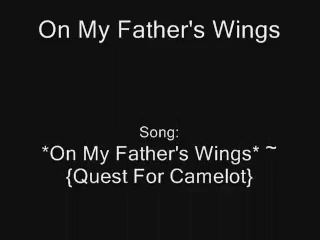 On My Father's Wings
Song:
*On My Father's Wings* ~
{Quest For Camelot}